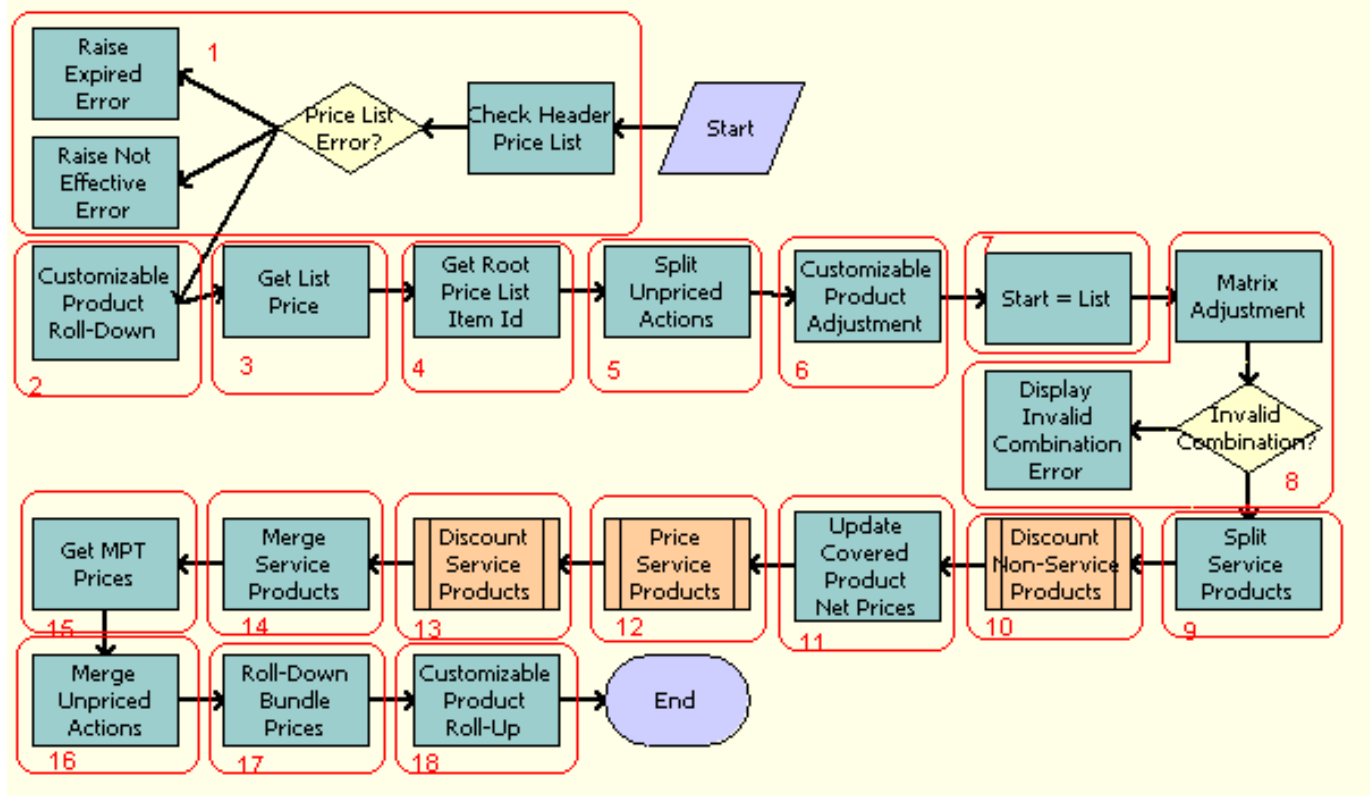 Raise
Expired
Error
1
Price List
Error?
Check Header
Price List
Start
Raise Not
Effective
Error
Customizable
Product
Roll-Down
2
Get List
Price
3
Get Root
Price List
Item Id
4
Split
Unpriced
Actions
5
Customizable
Product
Adjustment
6
7
Start = List
Matrix
Adjustment
Display
Invalid
Combination
Error
Invalid
Combination?
8
Get MPT
Prices
15
Merge
Service
Products
14
Discount
Service
Products
13
Price
Service
Products
12
Update
Covered
Product
Net Prices
11
Discount
Non-Service
Products
10
Split
Service
Products
9
Merge
Unpriced
Actions
16
Roll-Down
Bundle
Prices
17
Customizable
Product
Roll-Up
18
End